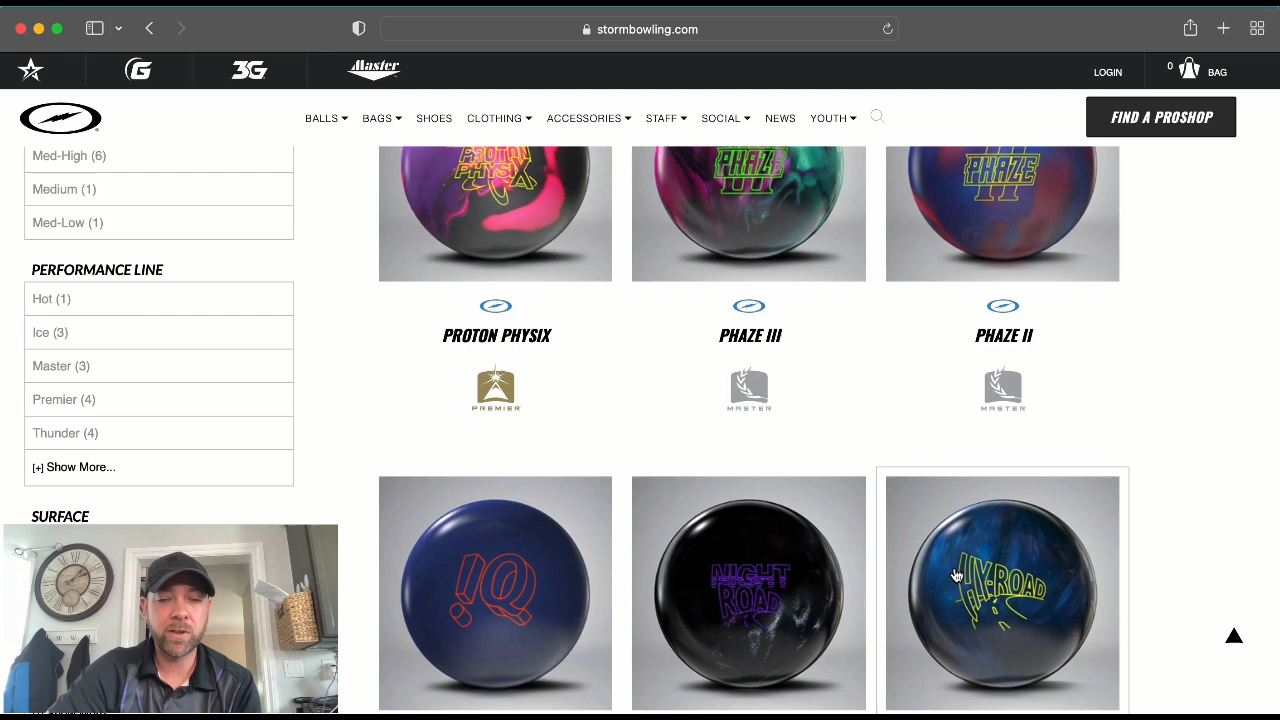 stormbowling.com
G
3G
Master
LOGIN
0
BAG
BALLS
BAGS
SHOES
CLOTHING
ACCESSORIES
STAFF
SOCIAL
NEWS
YOUTH
FIND A PROSHOP
Med-High (6)
Medium (1)
Med-Low (1)
PERFORMANCE LINE
Hot (1)
Ice (3)
Master (3)
Premier (4)
Thunder (4)
[+] Show More...
SURFACE
PROTON
PHYSIX
PHAZE
III
PHAZE
II
PROTON PHYSIX
PHAZE III
PHAZE II
PREMIER
MASTER
MASTER
!Q
NIGHT
ROAD
HY-ROAD